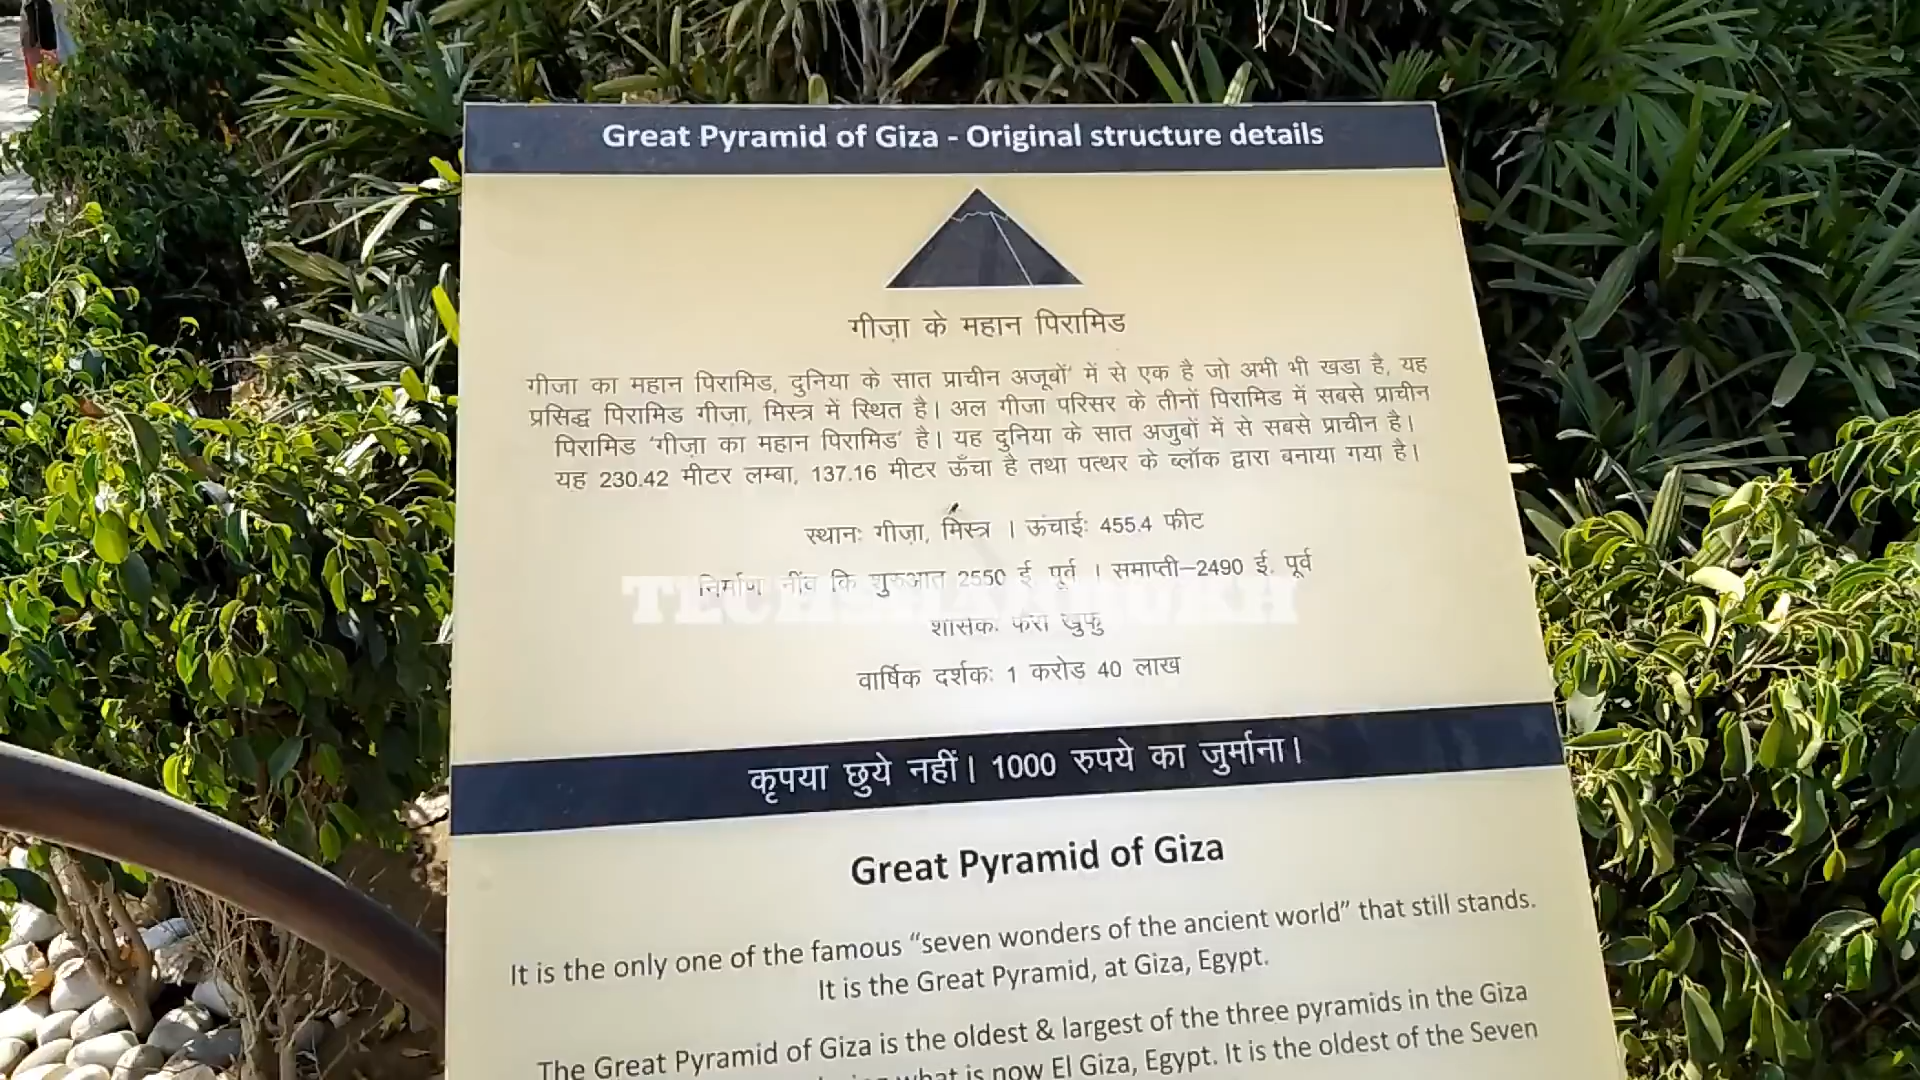 Great Pyramid of Giza - Original structure details
गीज़ा के महान पिरामिड
गीजा का महान पिरामिड, दुनिया के सात प्राचीन अजूबों' में से एक है जो अभी भी खडा है, यह
प्रसिद्ध पिरामिड गीज़ा, मिस्त्र में स्थित है। अल गीजा परिसर के तीनों पिरामिड में सबसे प्राचीन
पिरामिड 'गीज़ा का महान पिरामिड' है। यह दुनिया के सात अजुबों में से सबसे प्राचीन है।
यह 230.42 मीटर लम्बा, 137.16 मीटर ऊँचा है तथा पत्थर के ब्लॉक द्वारा बनाया गया है।
स्थानः गीज़ा, मिस्त्र । ऊंचाईः 455.4 फीट
निर्माण नींव कि शुरुआत 2550 ई. पूर्व । समाप्ती–2490 ई. पूर्व
शासकः फेरो खुफु
वार्षिक दर्शकः 1 करोड 40 लाख
कृपया छुये नहीं। 1000 रुपये का जुर्माना।
Great Pyramid of Giza
It is the only one of the famous “seven wonders of the ancient world” that still stands.
It is the Great Pyramid, at Giza, Egypt.
The Great Pyramid of Giza is the oldest & largest of the three pyramids in the Giza
what is now El Giza, Egypt. It is the oldest of the Seven